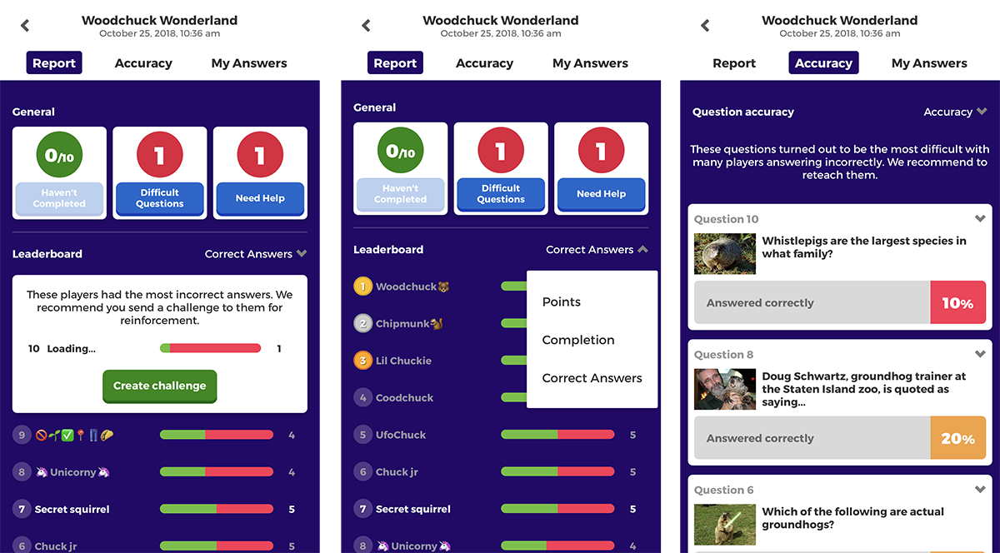 Woodchuck Wonderland
October 25, 2018, 10:36 am
Report
Accuracy
My Answers
General
0/10
Haven't
Completed
1
Difficult
Questions
1
Need Help
Leaderboard
Correct Answers
These players had the most incorrect answers. We
recommend you send a challenge to them for
reinforcement.
10 Loading... 1
Create challenge
9 4
8 Unicorny 4
7 Secret squirrel 5
6 Chuck jr 5
Woodchuck Wonderland
October 25, 2018, 10:36 am
Report
Accuracy
My Answers
General
0/10
Haven't
Completed
1
Difficult
Questions
1
Need Help
Leaderboard
Correct Answers
1 Woodchuck
2 Chipmunk
3 Lil Chuckie
4 Coodchuck
Points
Completion
Correct Answers
5 UfoChuck 5
6 Chuck jr 5
7 Secret squirrel 5
8 Unicorny 4
Woodchuck Wonderland
October 25, 2018, 10:36 am
Report
Accuracy
My Answers
Question accuracy
Accuracy
These questions turned out to be the most difficult with
many players answering incorrectly. We recommend to
reteach them.
Question 10
Whistlepigs are the largest species in
what family?
Answered correctly 10%
Question 8
Doug Schwartz, groundhog trainer at
the Staten Island zoo, is quoted as
saying...
Answered correctly 20%
Question 6
Which of the following are actual
groundhogs?